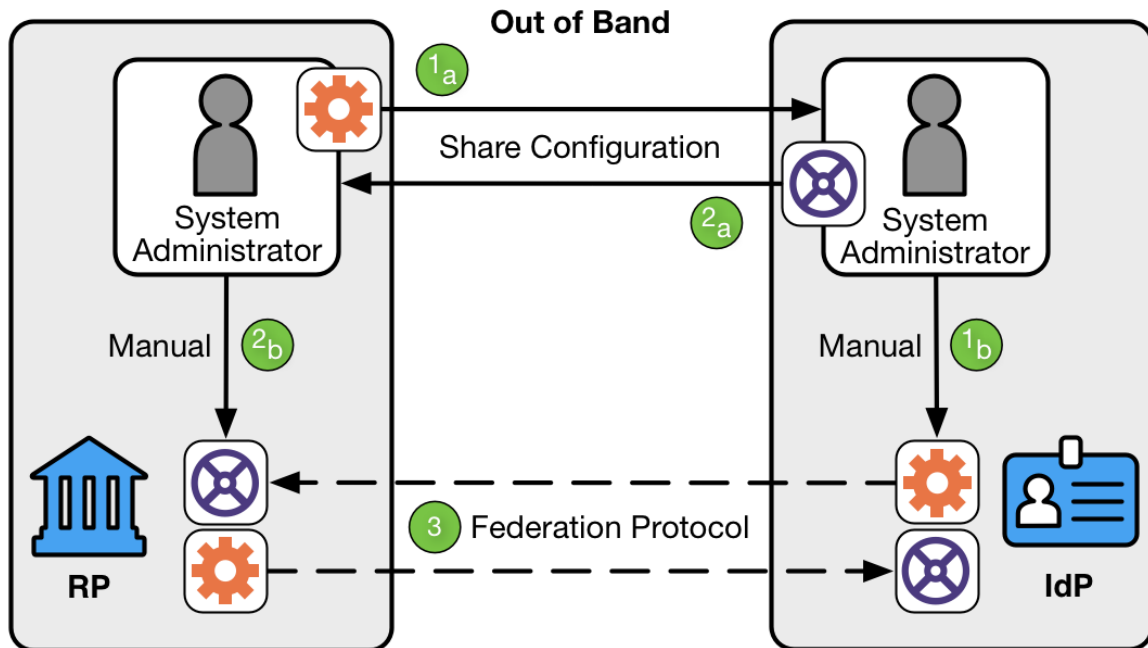 Out of Band
1a
Share Configuration
2a
System
Administrator
System
Administrator
Manual
2b
Manual
1b
3
Federation Protocol
RP
IdP